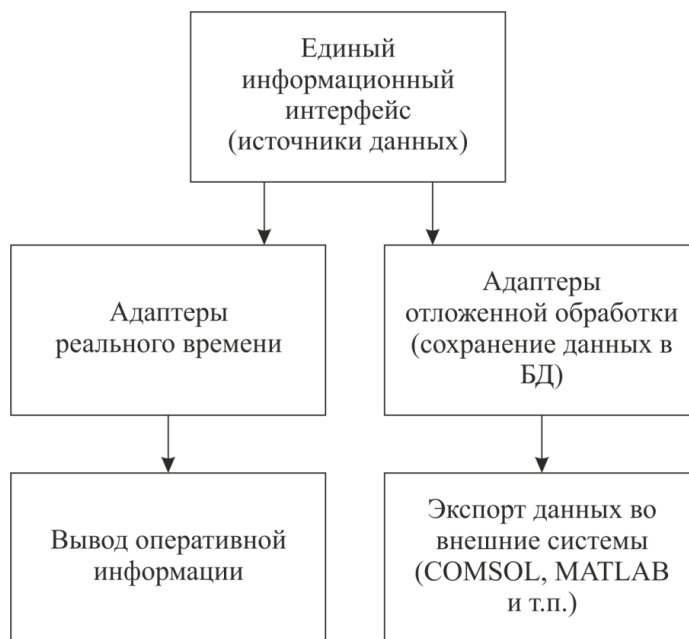 Единый
информационный
интерфейс
(источники данных)
Адаптеры
реального времени
Адаптеры
отложенной обработки
(сохранение данных в
БД)
Вывод оперативной
информации
Экспорт данных во
внешние системы
(COMSOL, MATLAB
и т.п.)